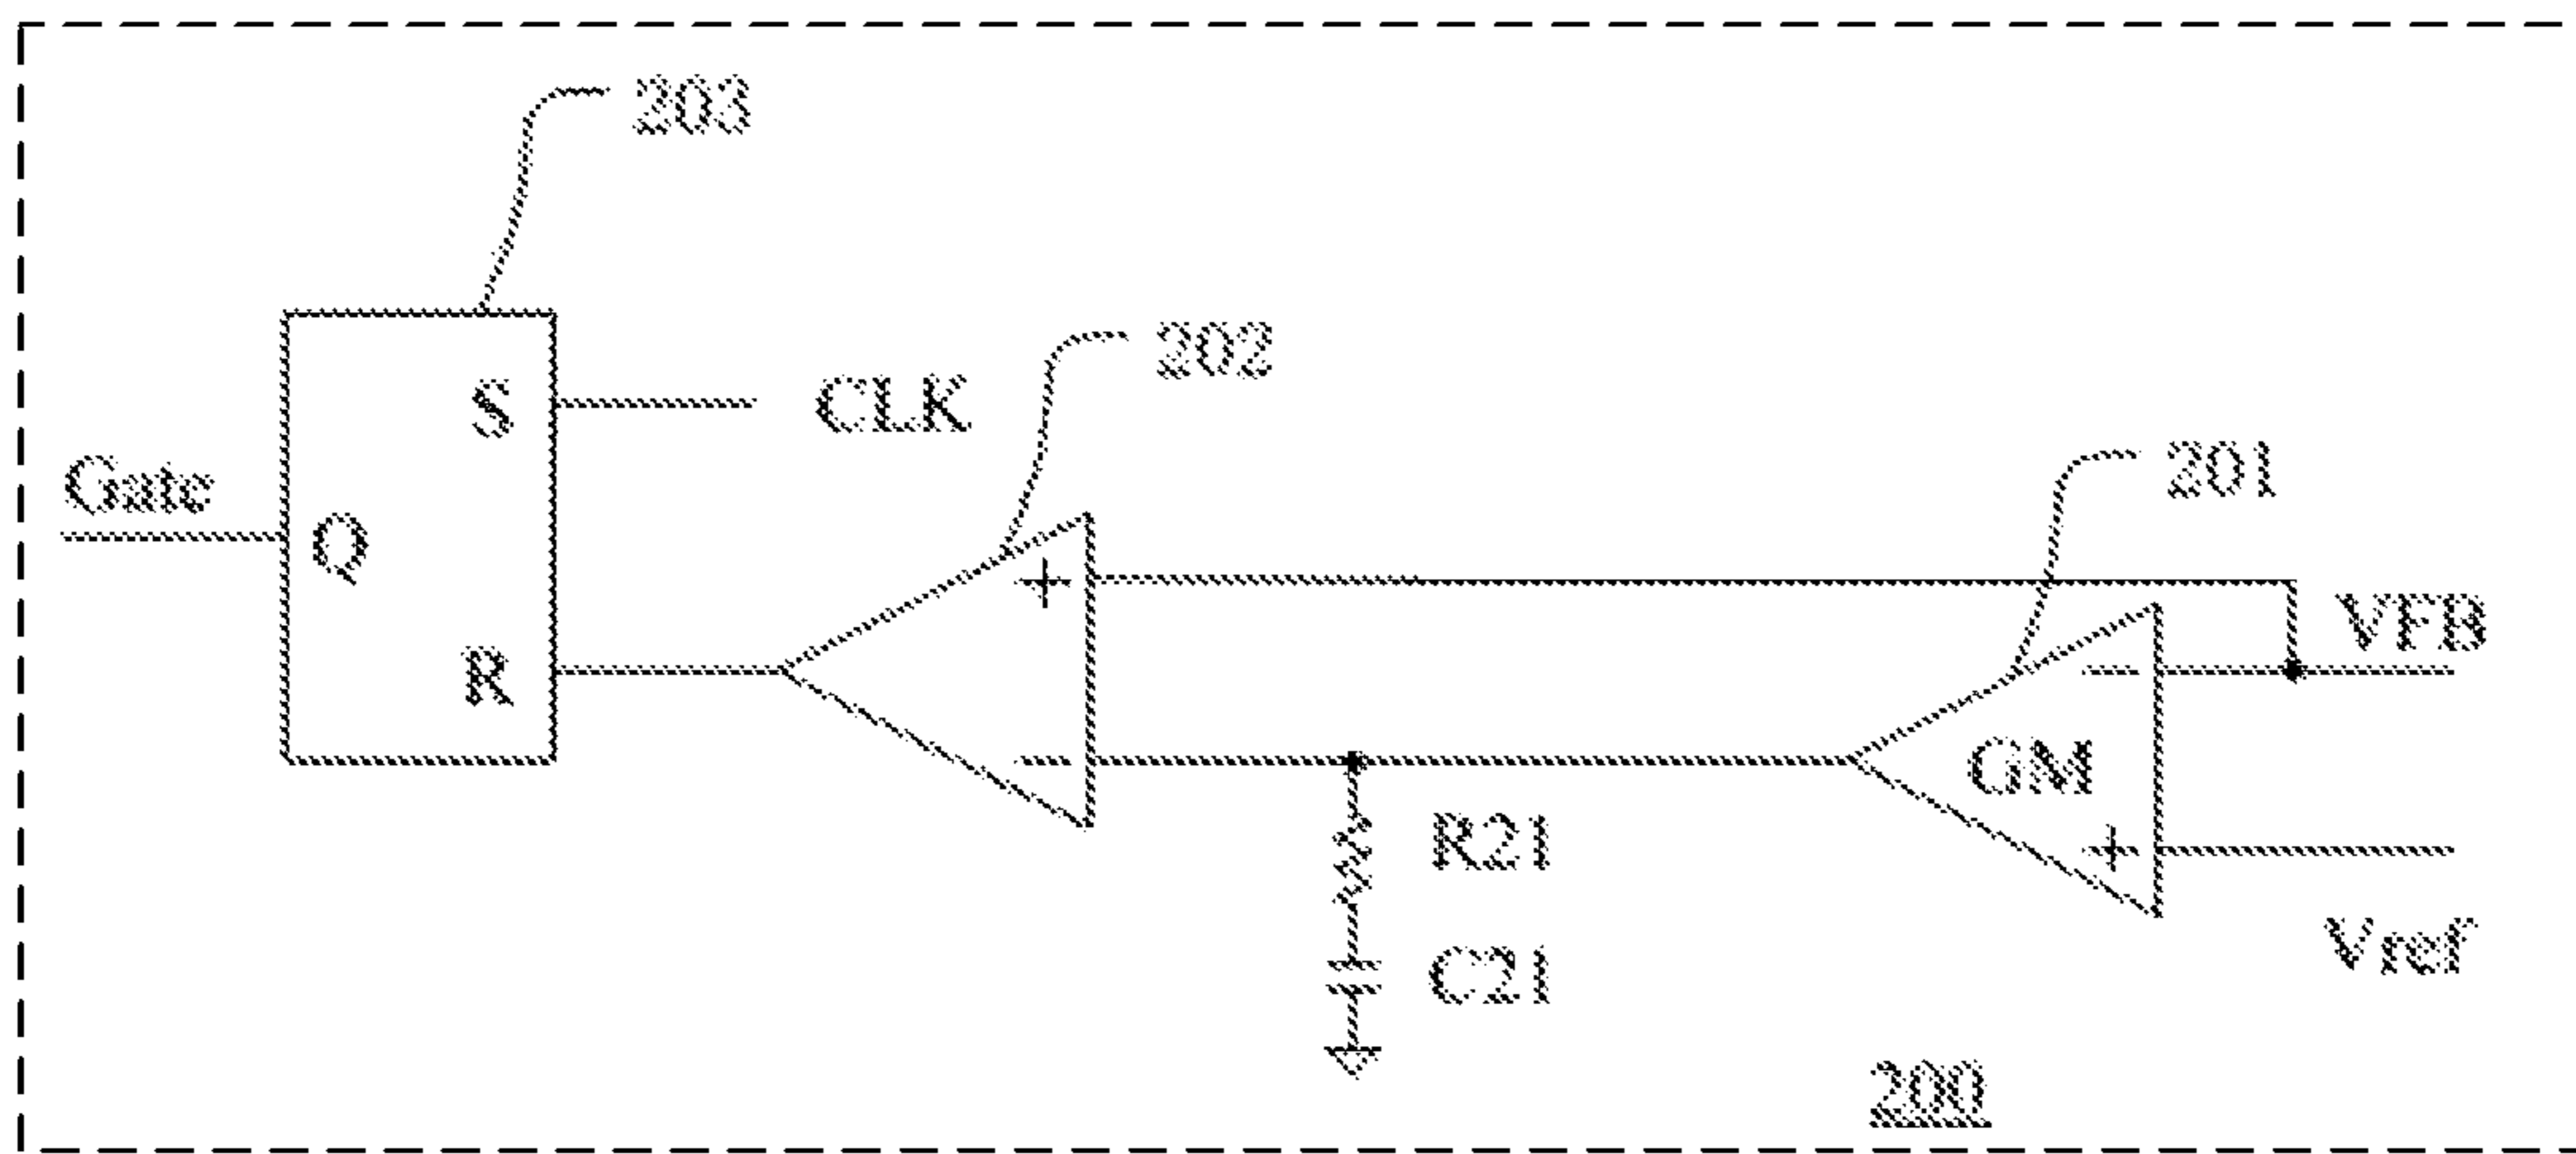 203
202
S
CLK
201
Gate
Q
+
VFB
R
-
GM
-
R21
+
Vref
C21
200